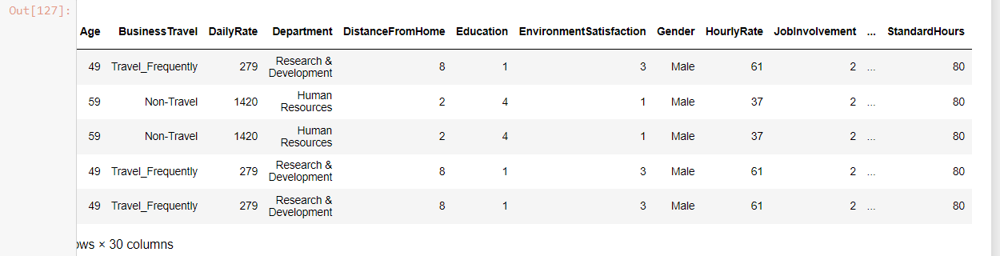 Out[127]:
Age BusinessTravel DailyRate Department DistanceFromHome Education EnvironmentSatisfaction Gender HourlyRate JobInvolvement ... StandardHours
49 Travel_Frequently 279 Research & Development 8 1 3 Male 61 2 ... 80
59 Non-Travel 1420 Human Resources 2 4 1 Male 37 2 ... 80
59 Non-Travel 1420 Human Resources 2 4 1 Male 37 2 ... 80
49 Travel_Frequently 279 Research & Development 8 1 3 Male 61 2 ... 80
49 Travel_Frequently 279 Research & Development 8 1 3 Male 61 2 ... 80
ows × 30 columns